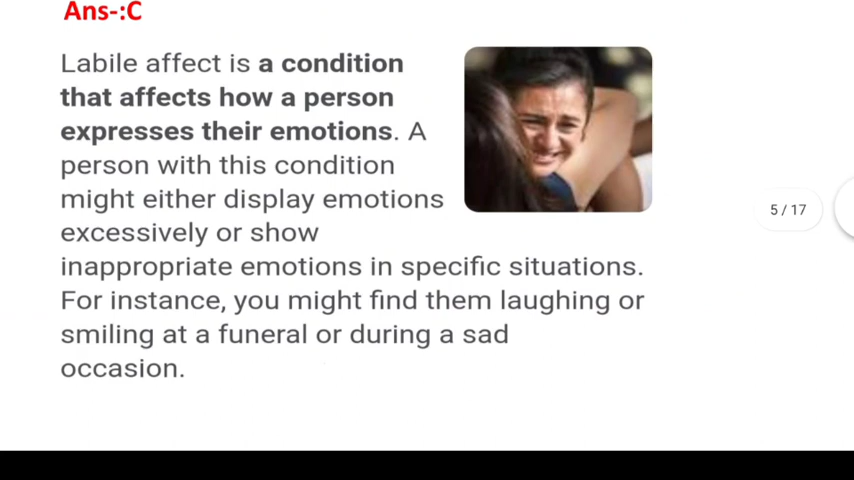 Ans-:C
Labile affect is a condition
that affects how a person
expresses their emotions. A
person with this condition
might either display emotions
excessively or show
inappropriate emotions in specific situations.
For instance, you might find them laughing or
smiling at a funeral or during a sad
occasion.
5 / 17